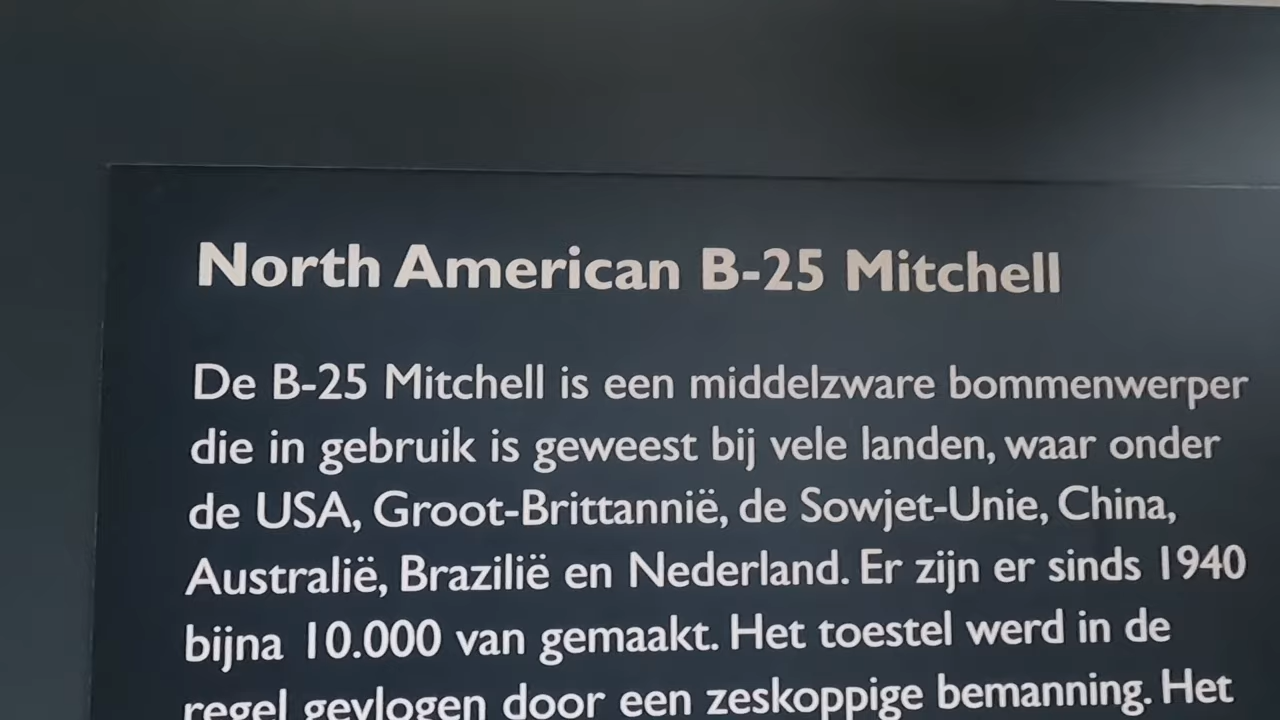 North American B-25 Mitchell
De B-25 Mitchell is een middelzware bommenwerper
die in gebruik is geweest bij vele landen, waar onder
de USA, Groot-Brittannië, de Sowjet-Unie, China,
Australië, Brazilië en Nederland. Er zijn er sinds 1940
bijna 10.000 van gemaakt. Het toestel werd in de
regel gevlogen door een zeskoppige bemanning. Het